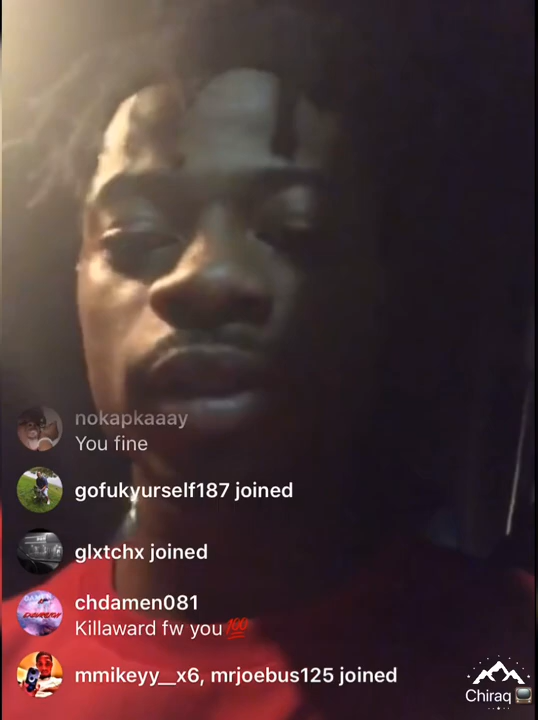 nokapkaaay
You fine
gofukyurself187 joined
glxtchx joined
chdamen081
Killaward fw you💯
mmikeyy__x6, mrjoebus125 joined
Chiraq📺